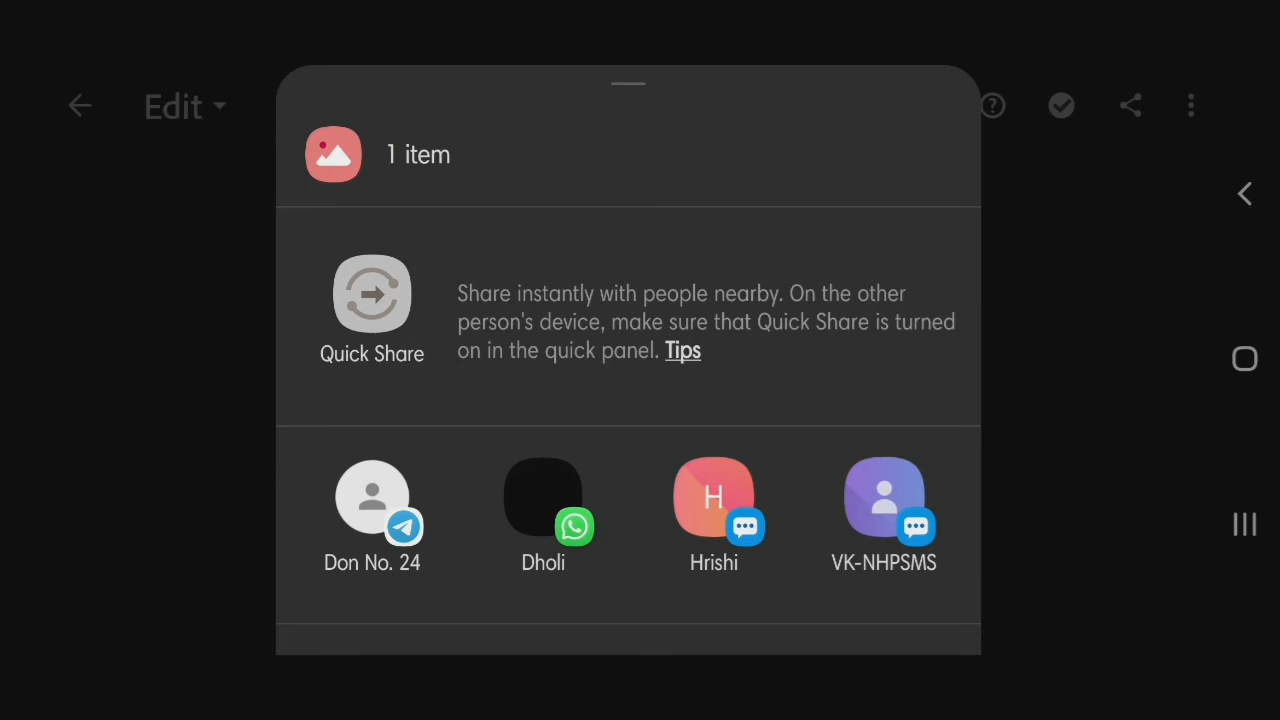 Edit
1 item
Share instantly with people nearby. On the other
person's device, make sure that Quick Share is turned
on in the quick panel. Tips
Quick Share
H
Don No. 24
Dholi
Hrishi
VK-NHPSMS